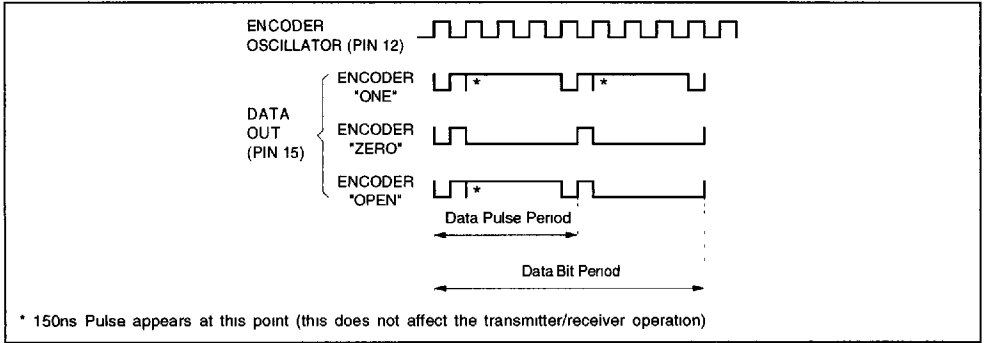 ENCODER
OSCILLATOR (PIN 12)
ENCODER
"ONE"
*
*
DATA
OUT
(PIN 15)
ENCODER
"ZERO"
ENCODER
"OPEN"
*
Data Pulse Period
Data Bit Period
* 150ns Pulse appears at this point (this does not affect the transmitter/receiver operation)